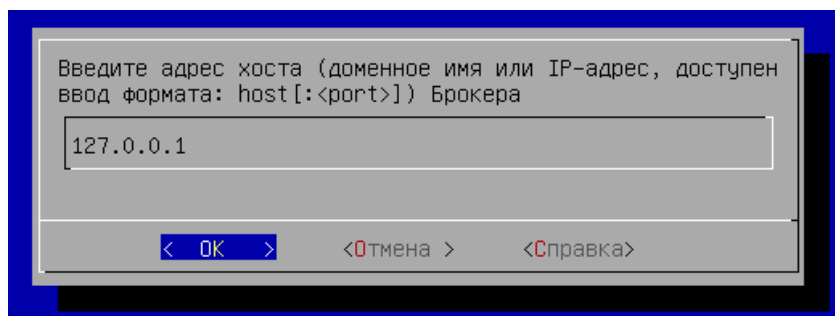 Введите адрес хоста (доменное имя или IP-адрес, доступен
ввод формата: host[:<port>]) Брокера
127.0.0.1
< OK > <Отмена > <Справка>